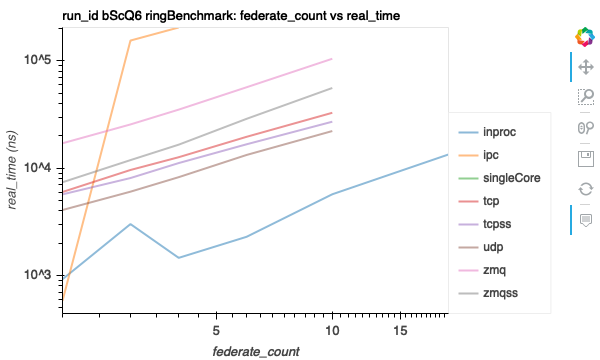 run_id bScQ6 ringBenchmark: federate_count vs real_time
10^5
10^4
10^3
real_time (ns)
5
10
15
federate_count
inproc
ipc
singleCore
tcp
tcpss
udp
zmq
zmqss